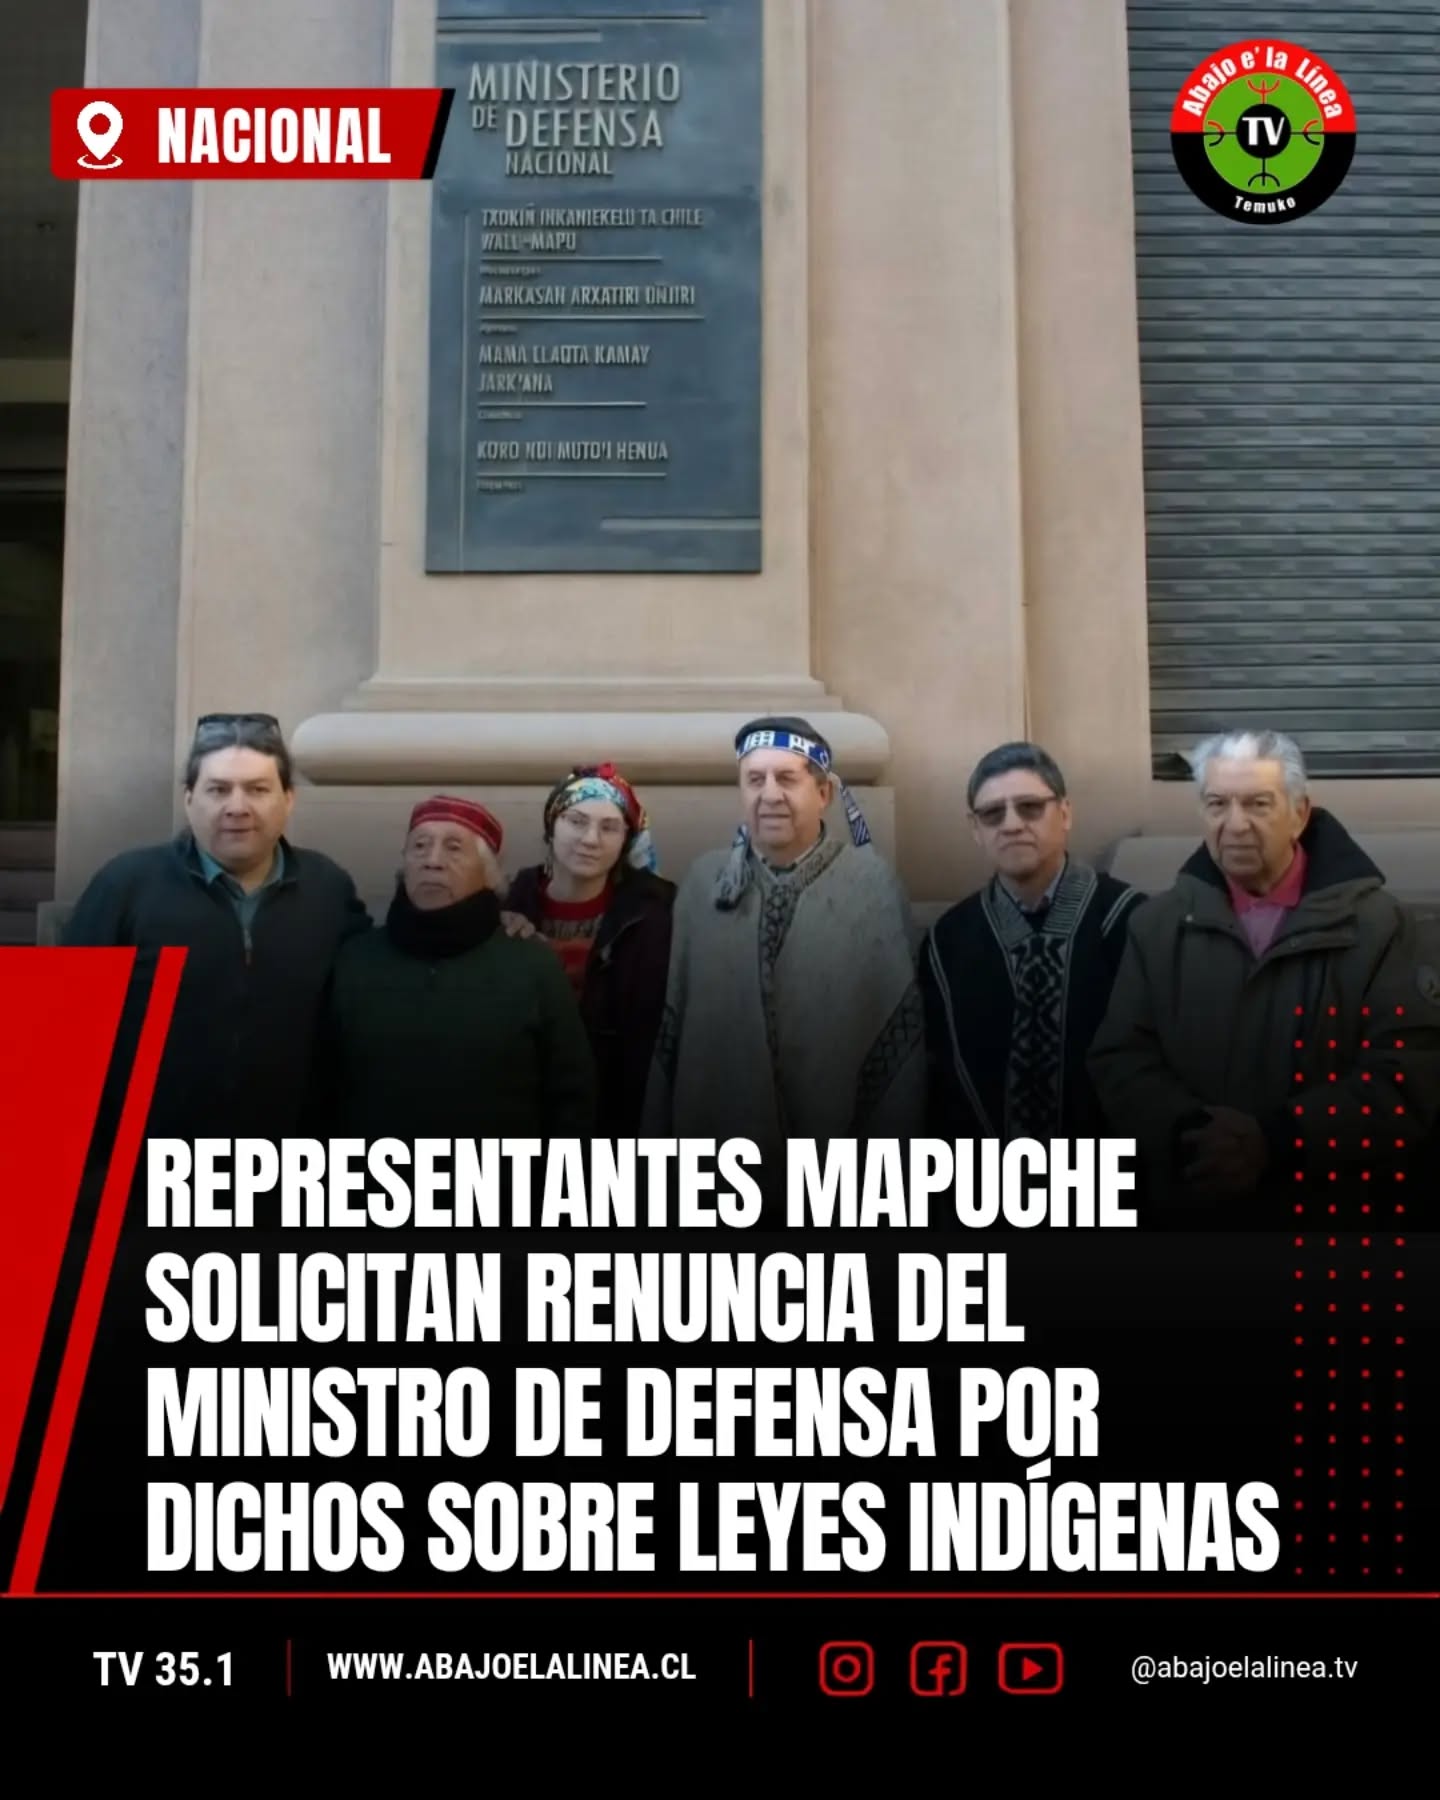 NACIONAL
Abajo e' la Línea
TV
Temuko
MINISTERIO
DE DEFENSA
NACIONAL
TXOKIÑ INKANIEKELU TA CHILE
WALL-MAPU
MARKASAN ARXATIRI UÑJIRI
MAMA LLAQTA KAMAY
JARK'ANA
KORO NUI MUTO'I HENUA
REPRESENTANTES MAPUCHE
SOLICITAN RENUNCIA DEL
MINISTRO DE DEFENSA POR
DICHOS SOBRE LEYES INDÍGENAS
TV 35.1
WWW.ABAJOELALINEA.CL
@abajoelalinea.tv